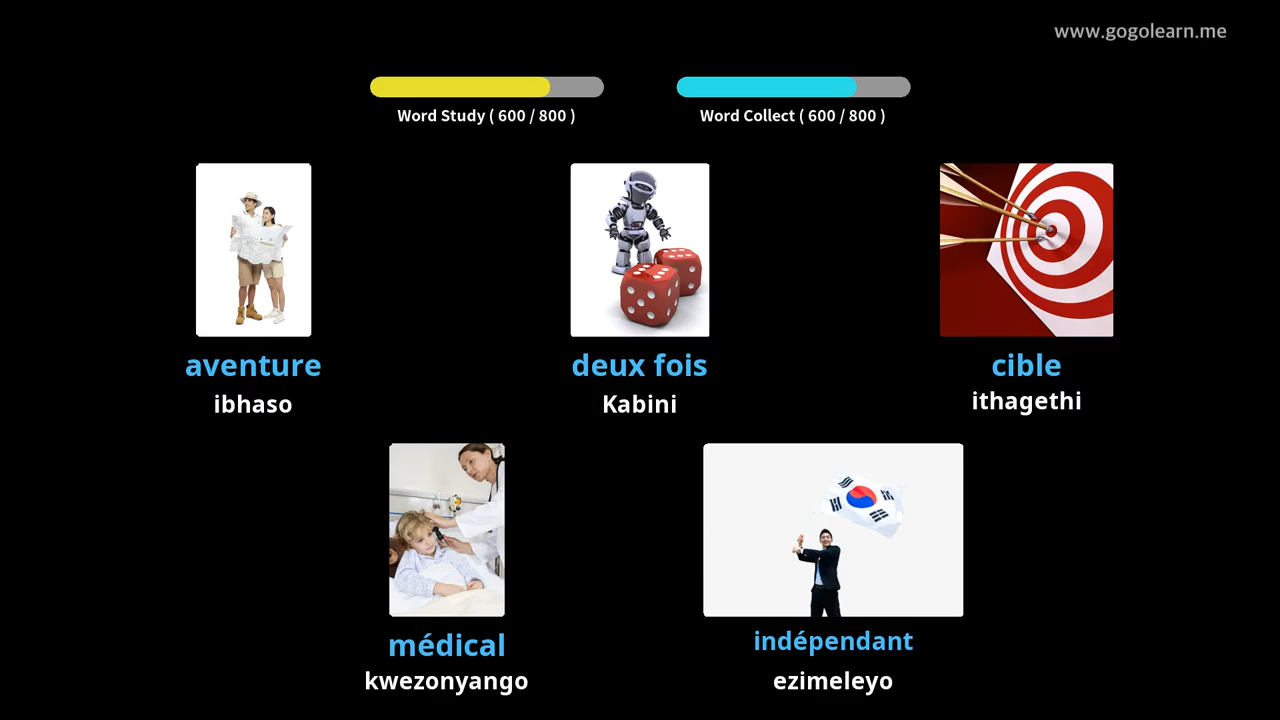 www.gogolearn.me
Word Study ( 600 / 800 )
Word Collect ( 600 / 800 )
aventure
ibhaso
deux fois
Kabini
cible
ithagethi
médical
kwezonyango
indépendant
ezimeleyo